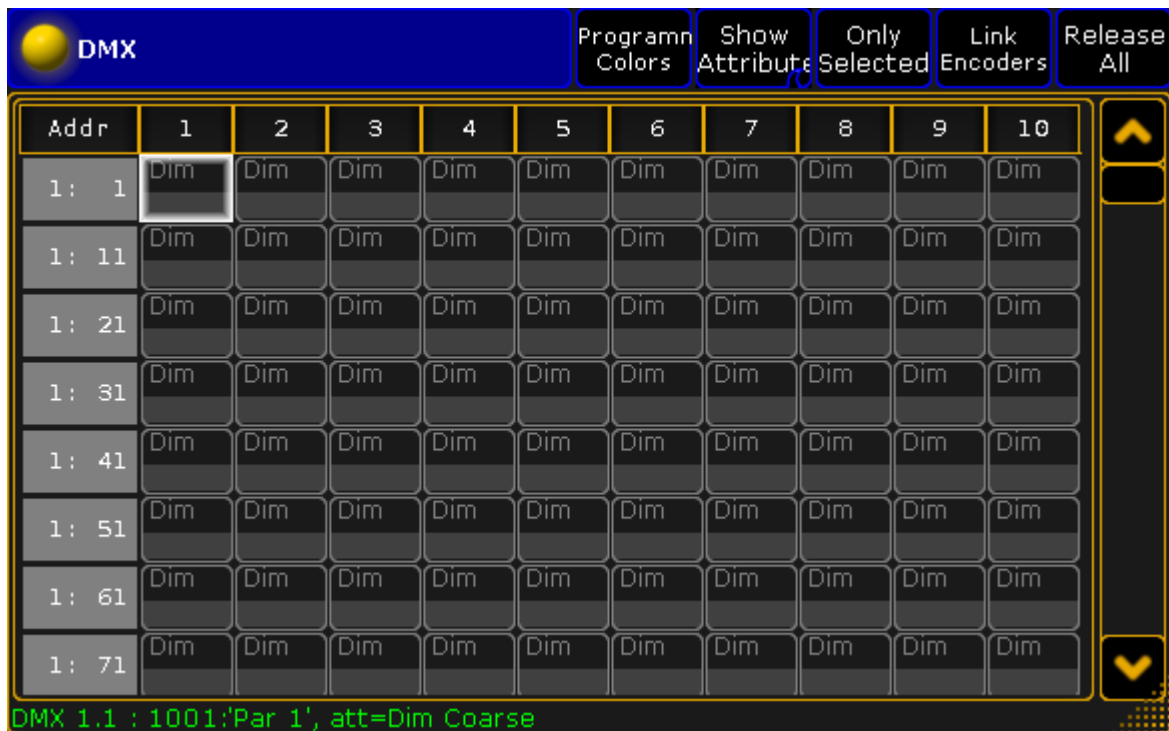 DMX
Programn Colors
Show Attribute
Only Selected
Link Encoders
Release All
Addr 1 2 3 4 5 6 7 8 9 10
1: 1 Dim Dim Dim Dim Dim Dim Dim Dim Dim Dim
1: 11 Dim Dim Dim Dim Dim Dim Dim Dim Dim Dim
1: 21 Dim Dim Dim Dim Dim Dim Dim Dim Dim Dim
1: 31 Dim Dim Dim Dim Dim Dim Dim Dim Dim Dim
1: 41 Dim Dim Dim Dim Dim Dim Dim Dim Dim Dim
1: 51 Dim Dim Dim Dim Dim Dim Dim Dim Dim Dim
1: 61 Dim Dim Dim Dim Dim Dim Dim Dim Dim Dim
1: 71 Dim Dim Dim Dim Dim Dim Dim Dim Dim Dim
DMX 1.1 : 1001:'Par 1', att=Dim Coarse